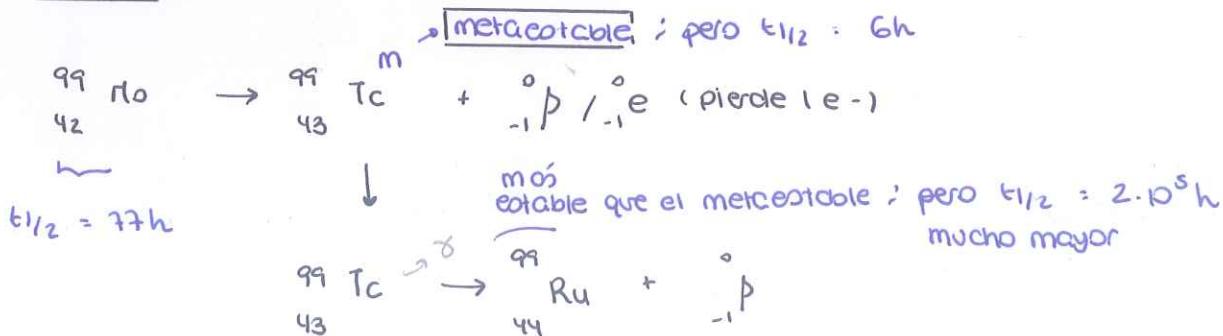 metaestable ; pero t1/2 : 6h
99 42 Mo → 99 43 Tc m + 0 -1 β / 0 -1 e (pierde 1 e-)
t1/2 = 77h
↓
más
estable que el metaestable ; pero t1/2 = 2·10⁵ h
mucho mayor
99 43 Tc ↗ γ → 99 44 Ru + 0 -1 β